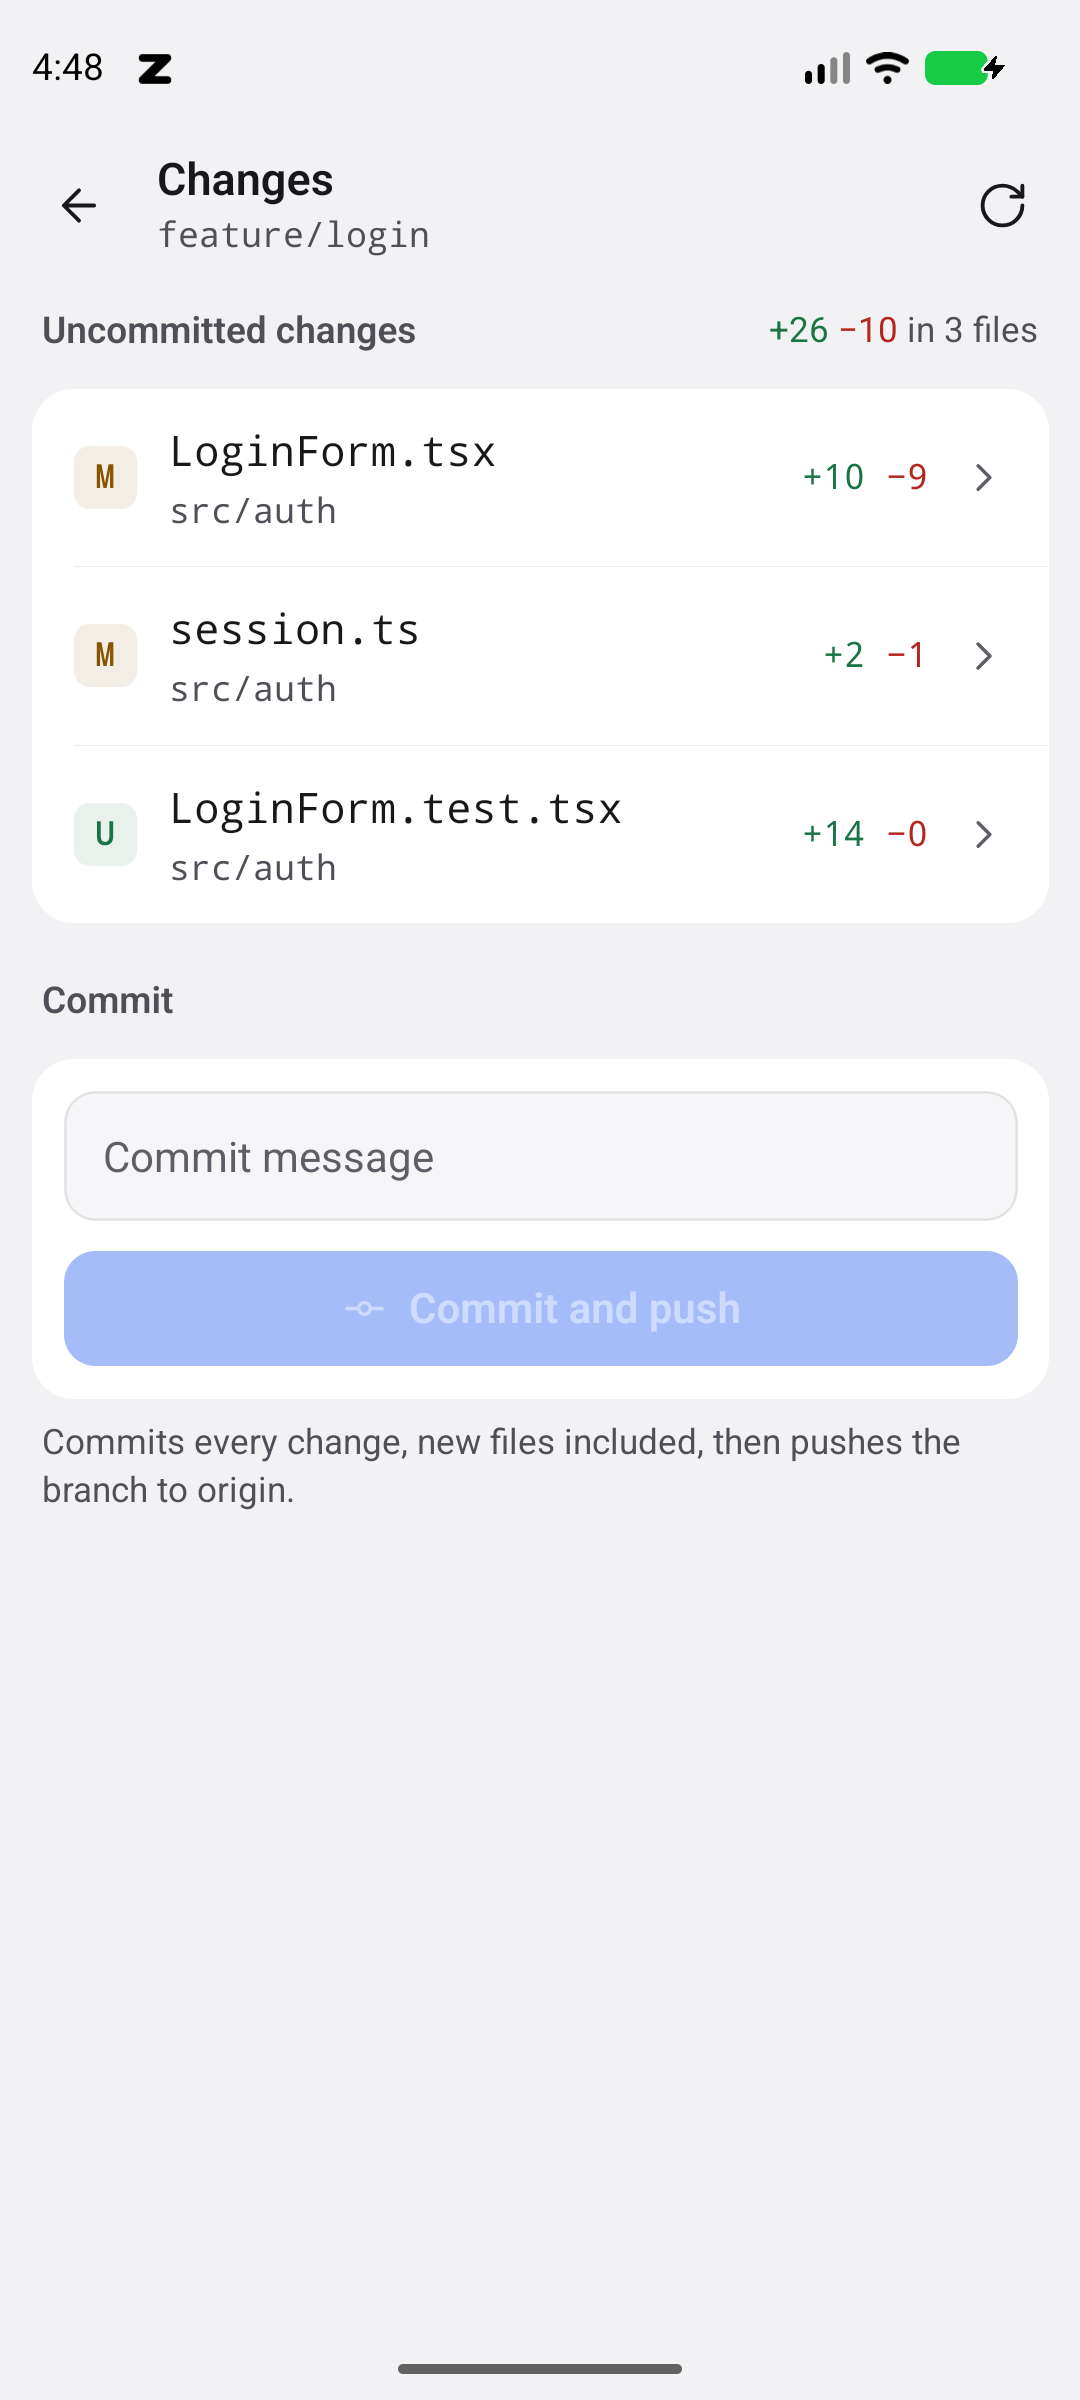 4:48
Changes
feature/login
Uncommitted changes
+26 −10 in 3 files
M
LoginForm.tsx
src/auth
+10 −9
M
session.ts
src/auth
+2 −1
U
LoginForm.test.tsx
src/auth
+14 −0
Commit
Commit message
Commit and push
Commits every change, new files included, then pushes the
branch to origin.